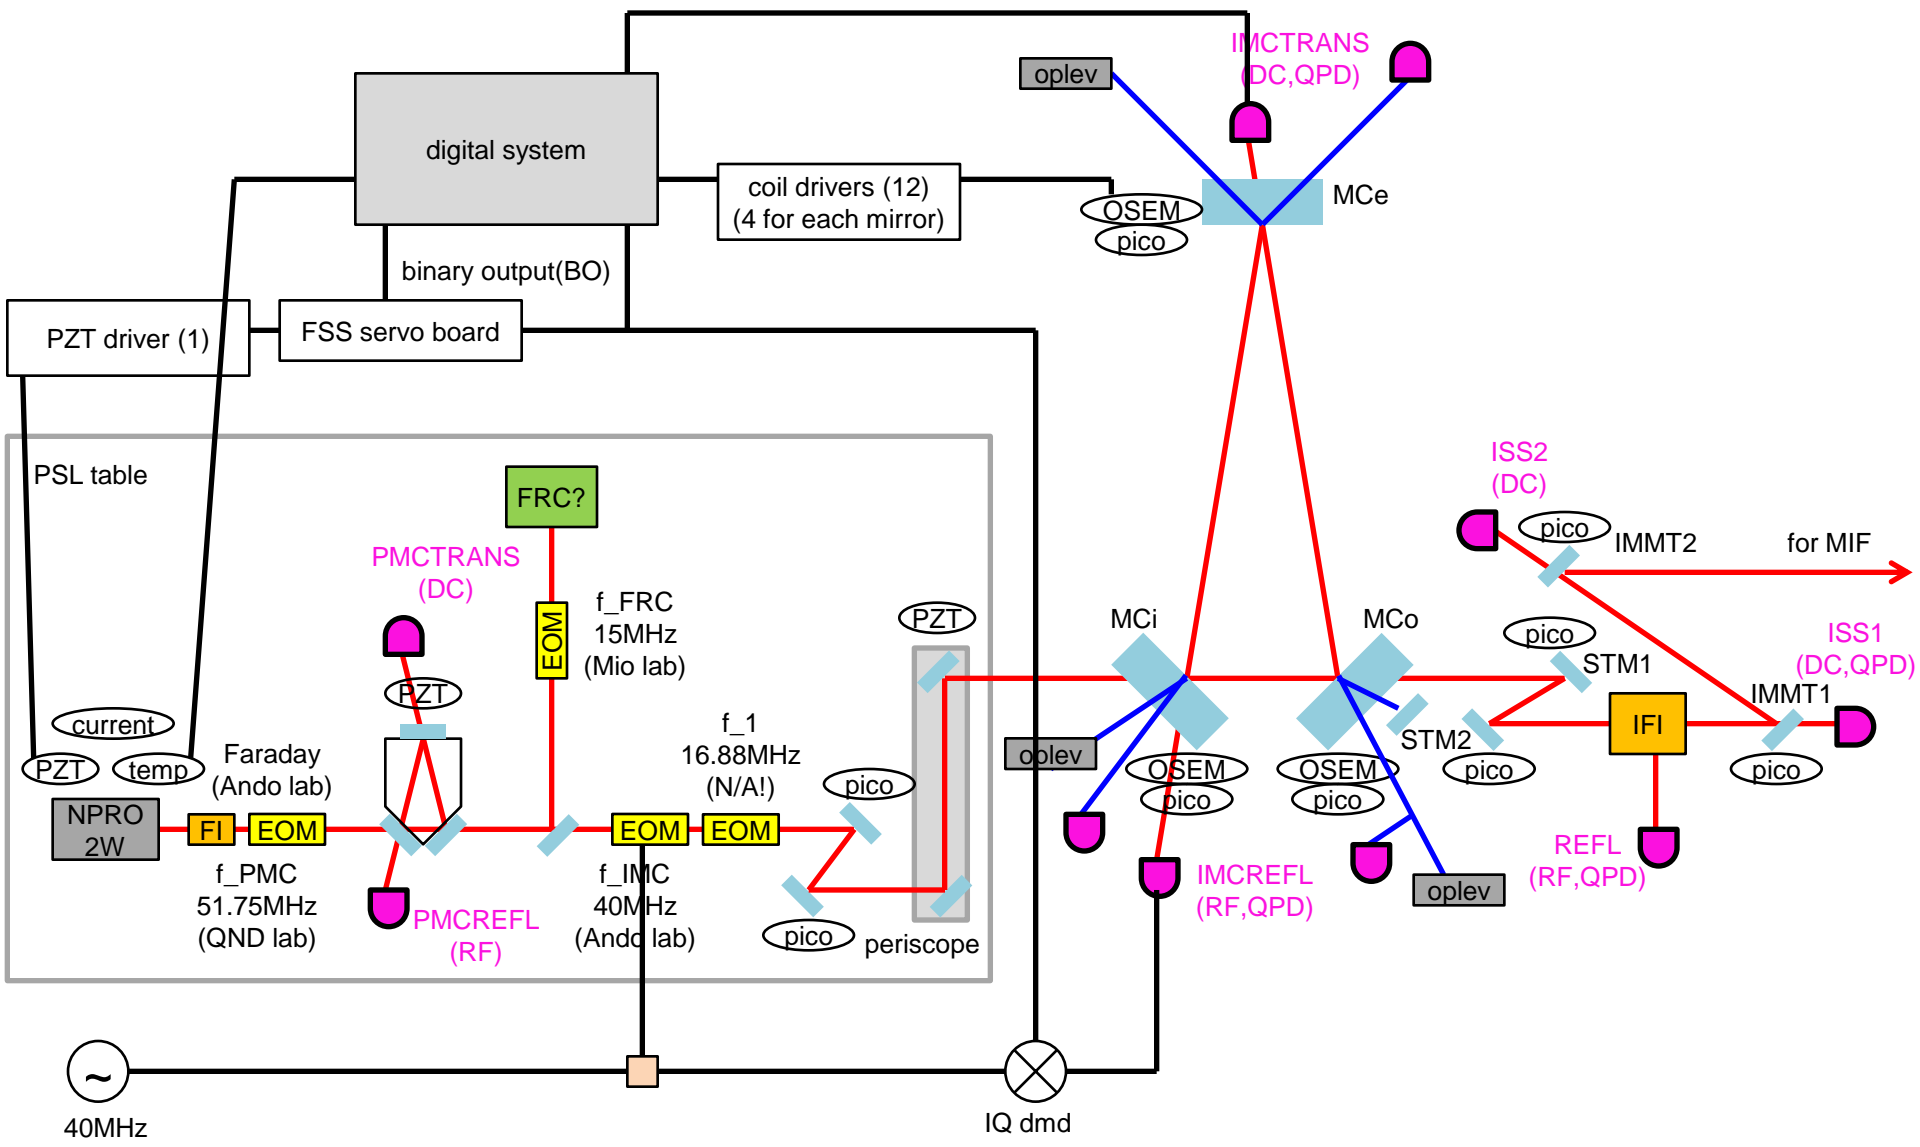 IMCTRANS
(DC,QPD)
oplev
digital system
coil drivers (12)
(4 for each mirror)
OSEM
pico
MCe
binary output(BO)
PZT driver (1)
FSS servo board
PSL table
FRC?
PMCTRANS
(DC)
f_FRC
15MHz
(Mio lab)
EOM
PZT
PZT
current
PZT
temp
Faraday
(Ando lab)
f_1
16.88MHz
(N/A!)
pico
NPRO
2W
FI
EOM
EOM
EOM
f_PMC
51.75MHz
(QND lab)
PMCREFL
(RF)
f_IMC
40MHz
(Ando lab)
pico
periscope
MCi
MCo
oplev
OSEM
pico
OSEM
pico
IMCREFL
(RF,QPD)
oplev
ISS2
(DC)
pico
IMMT2
for MIF
pico
STM1
ISS1
(DC,QPD)
IMMT1
STM2
pico
IFI
pico
REFL
(RF,QPD)
~
40MHz
IQ dmd